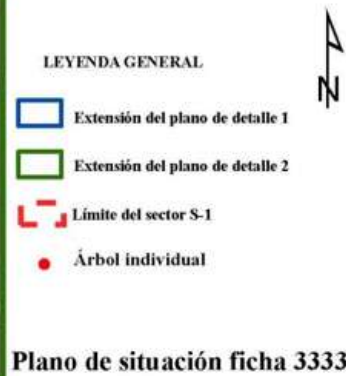 N
LEYENDA GENERAL
Extensión del plano de detalle 1
Extensión del plano de detalle 2
Límite del sector S-1
Árbol individual
Plano de situación ficha 3333